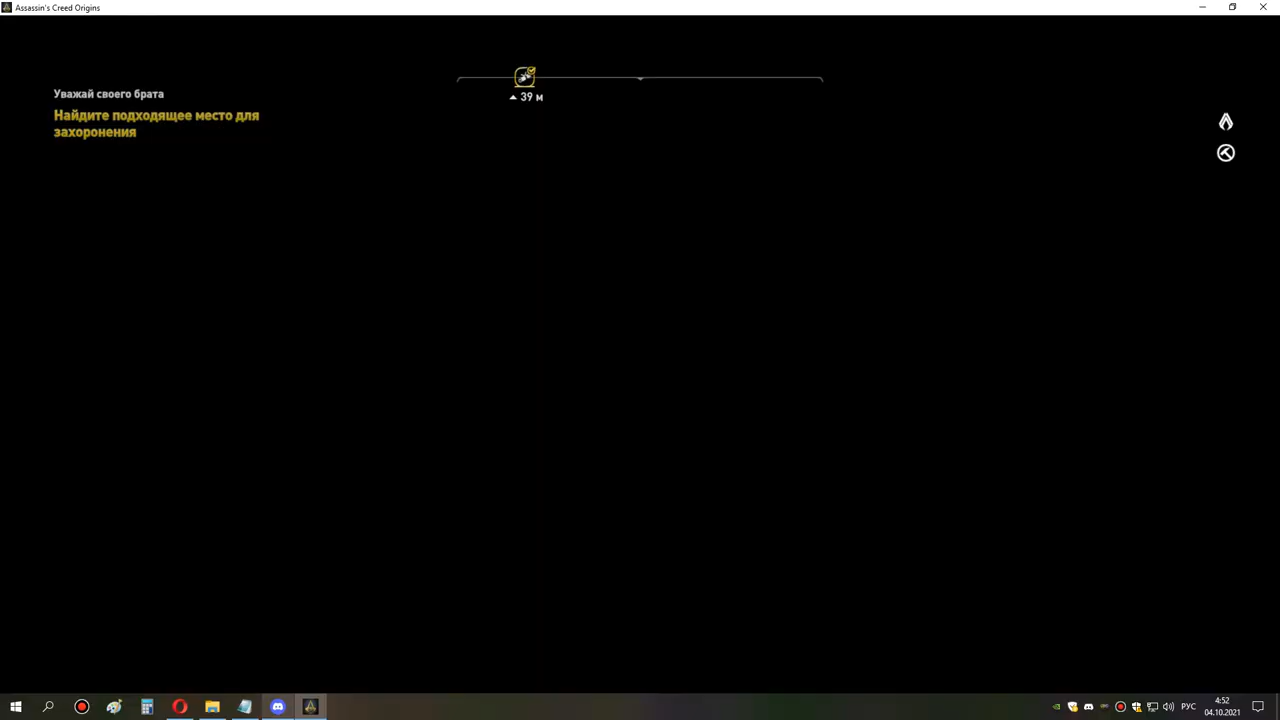 Assassin's Creed Origins
Уважай своего брата
Найдите подходящее место для
захоронения
39 м
РУС
4:52
04.10.2021